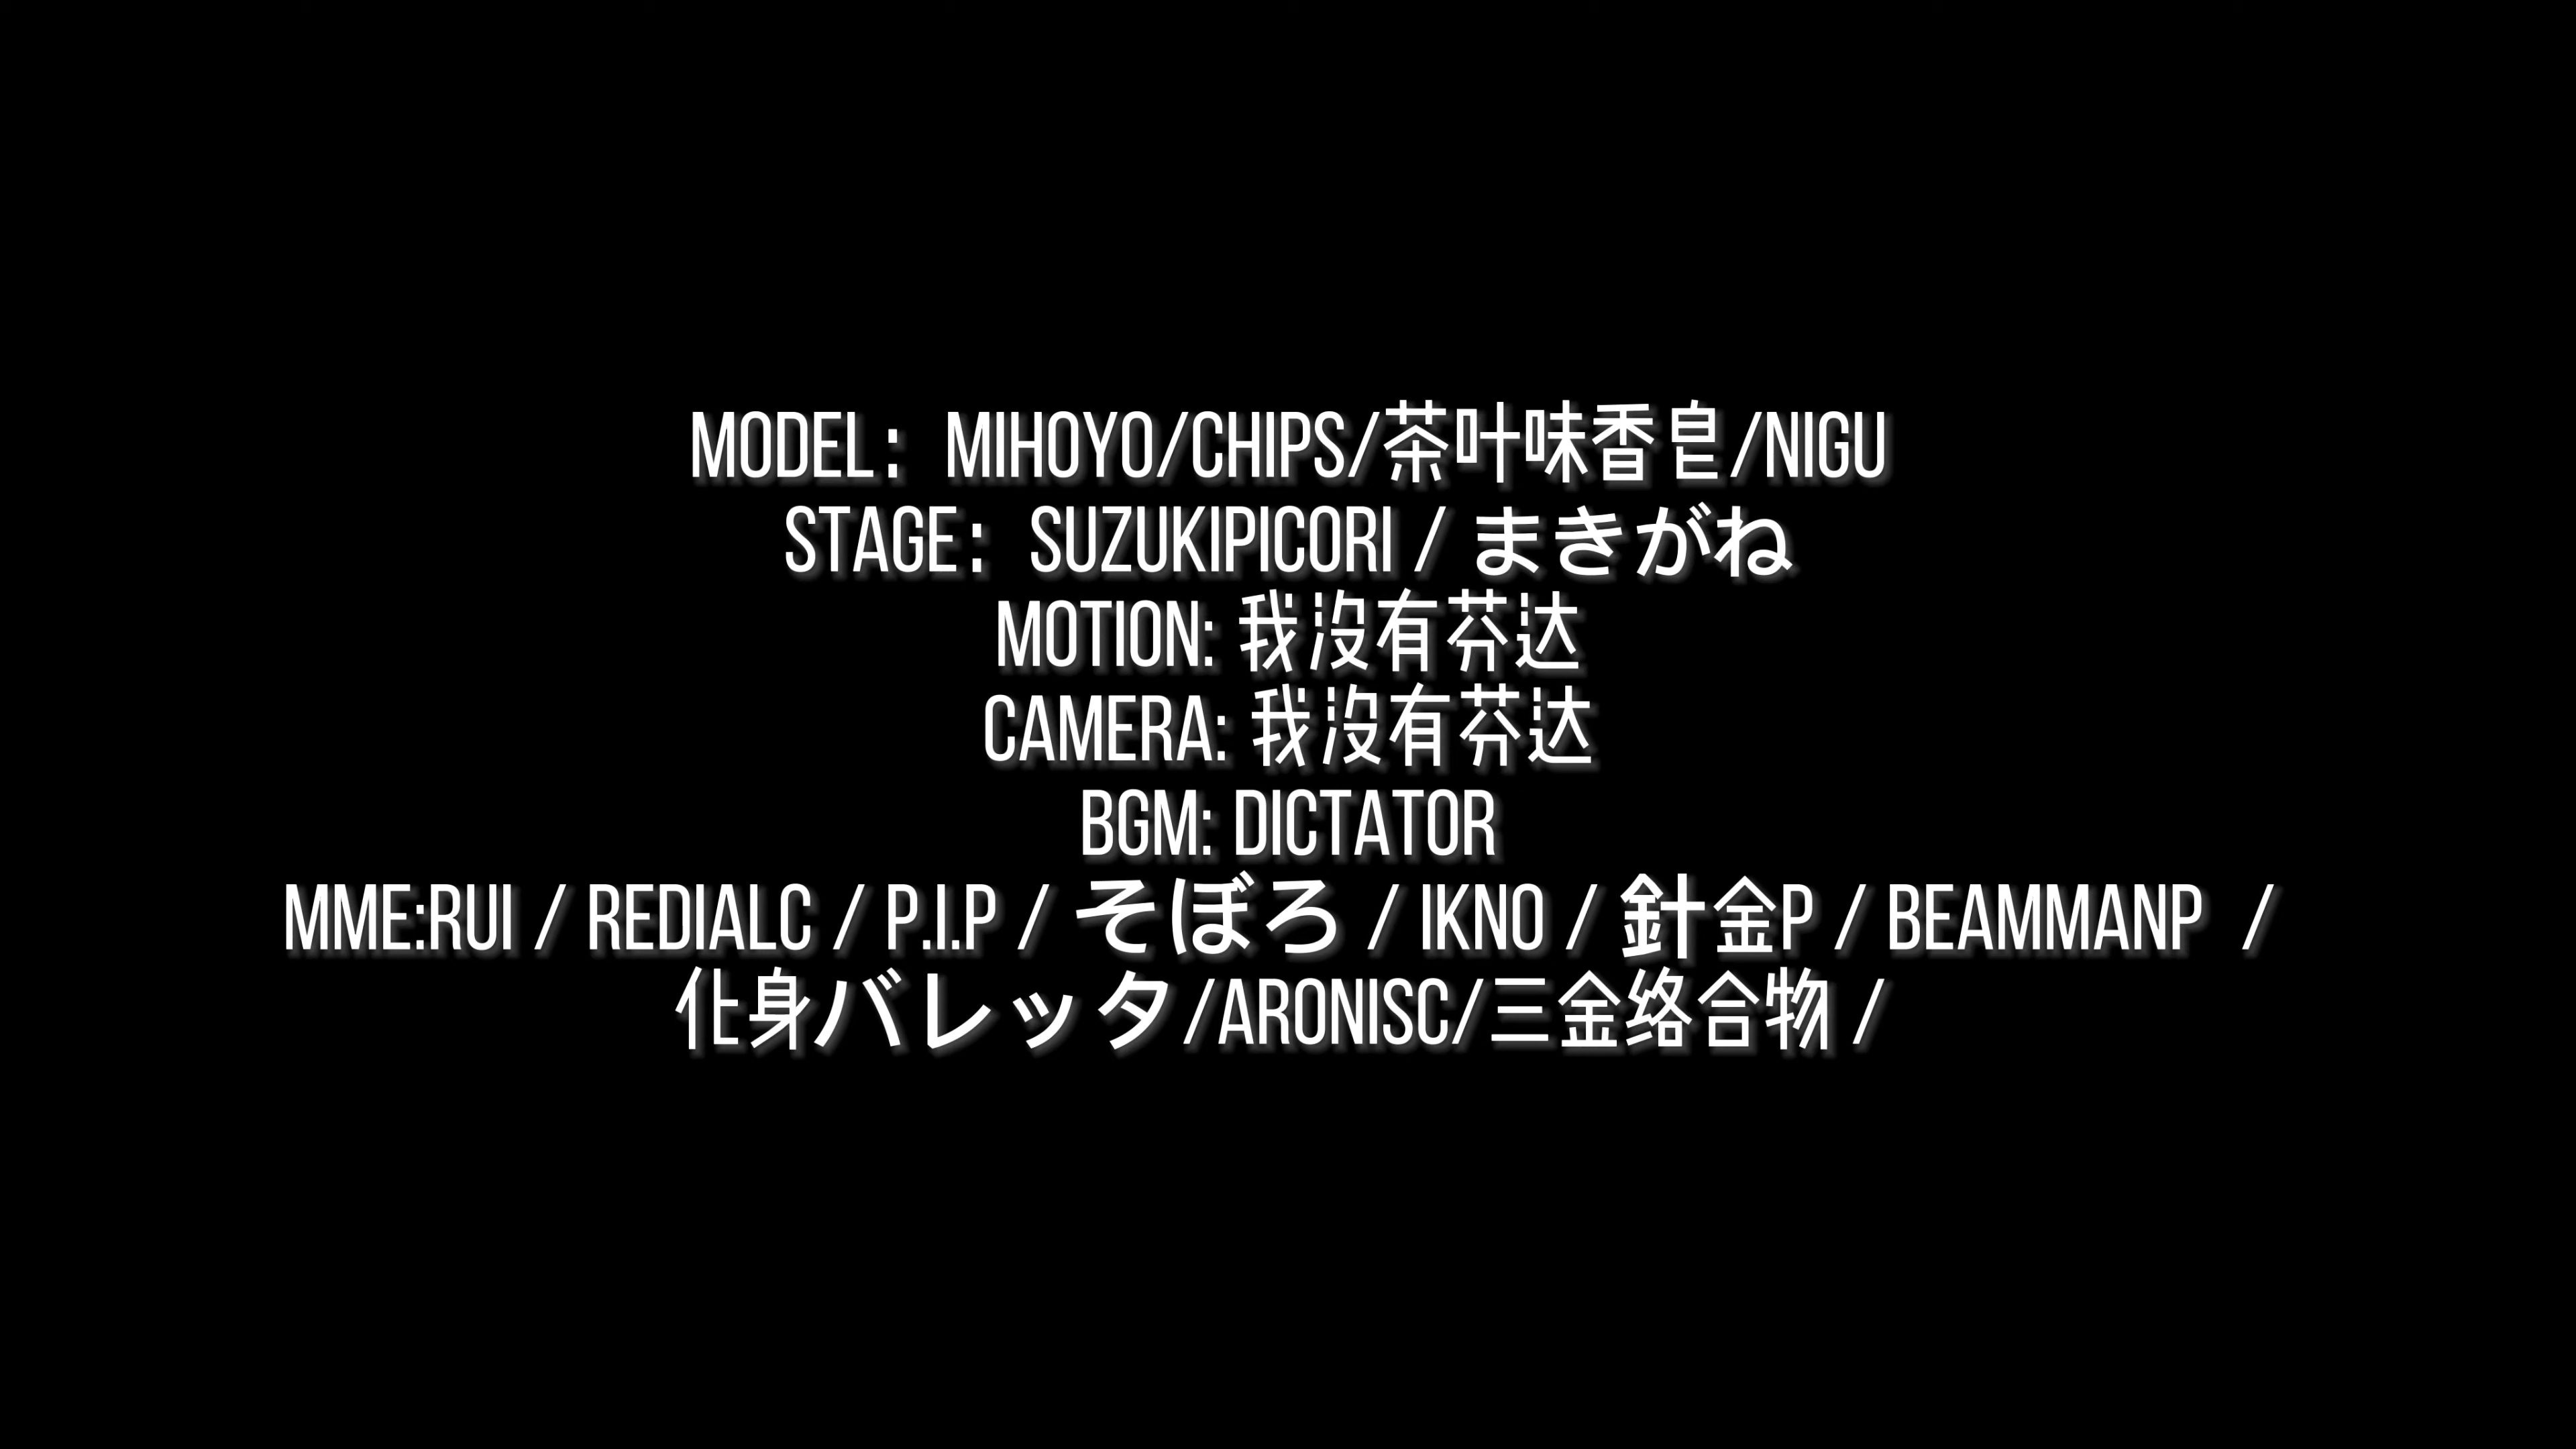 MODEL：MIHOYO/CHIPS/茶叶味香皂/NIGU
STAGE：SUZUKIPICORI / まきがね
MOTION: 我没有芬达
CAMERA: 我没有芬达
BGM: DICTATOR
MME:RUI / REDIALC / P.I.P / そぼろ / IKNO / 針金P / BEAMMANP /
化身バレッタ/ARONISC/三金络合物 /